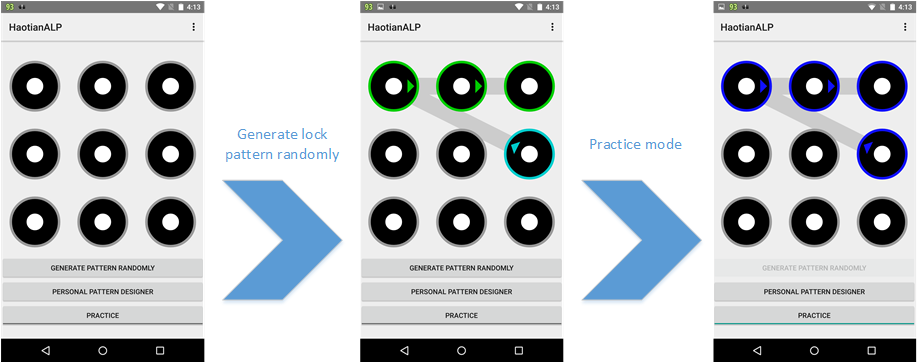 93 4:13
HaotianALP
GENERATE PATTERN RANDOMLY
PERSONAL PATTERN DESIGNER
PRACTICE
Generate lock
pattern randomly
93 4:13
HaotianALP
GENERATE PATTERN RANDOMLY
PERSONAL PATTERN DESIGNER
PRACTICE
Practice mode
93 4:13
HaotianALP
GENERATE PATTERN RANDOMLY
PERSONAL PATTERN DESIGNER
PRACTICE